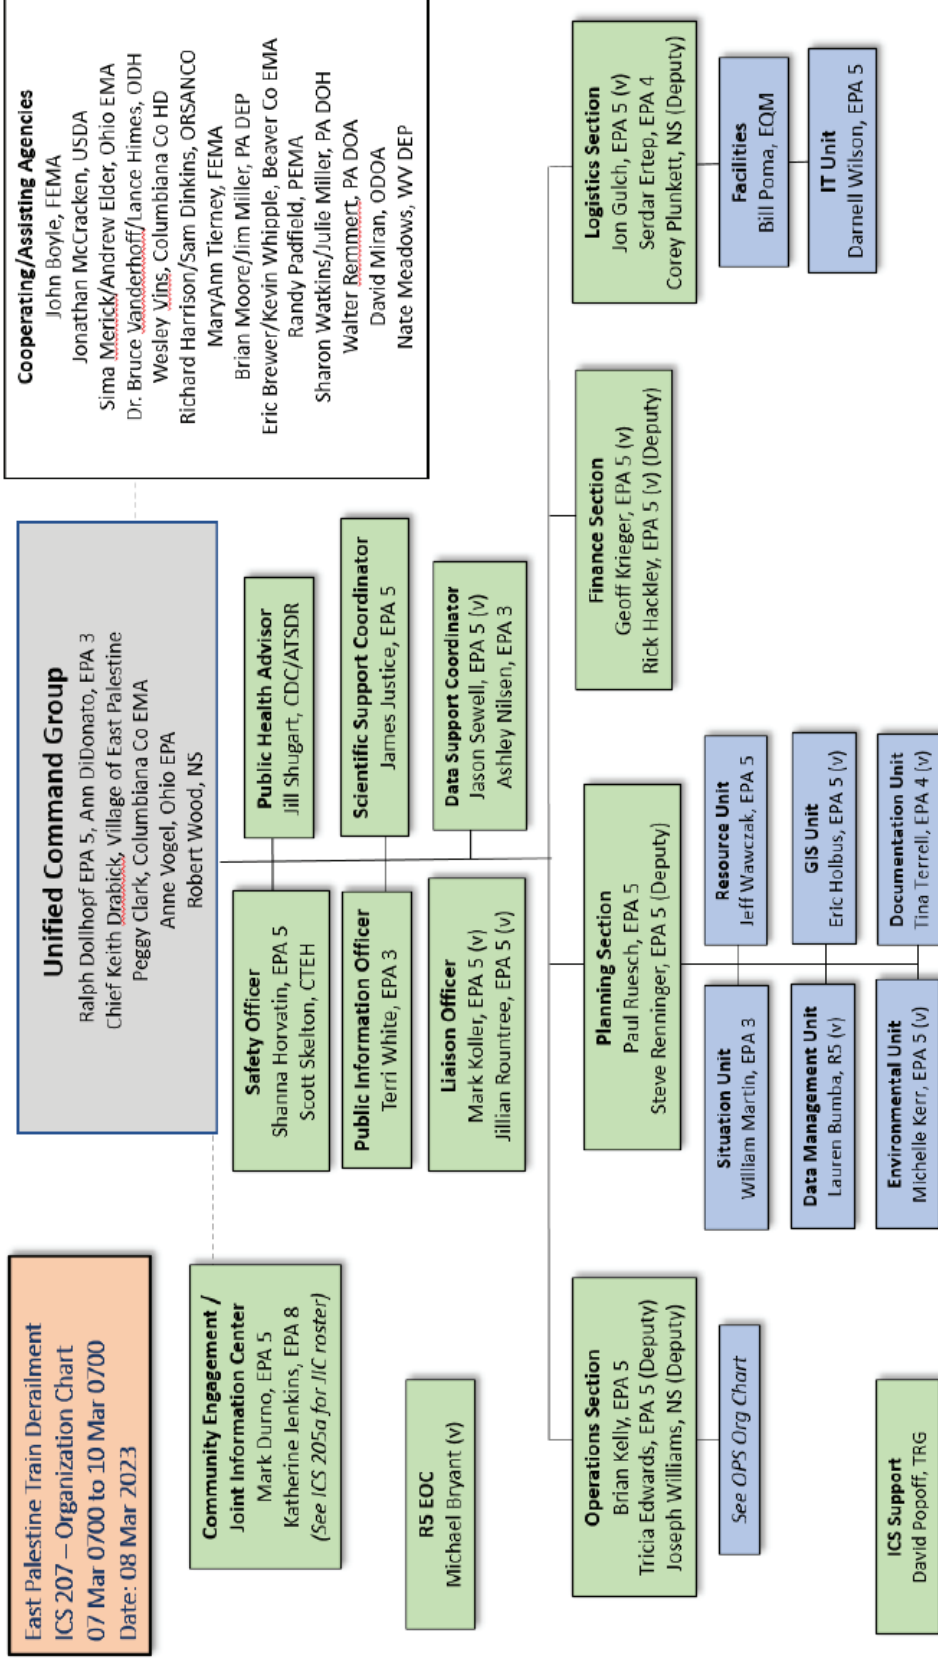 East Palestine Train Derailment
ICS 207 – Organization Chart
07 Mar 0700 to 10 Mar 0700
Date: 08 Mar 2023
Unified Command Group
Ralph Dollhopf EPA 5, Ann DiDonato, EPA 3
Chief Keith Drabick, Village of East Palestine
Peggy Clark, Columbiana Co EMA
Anne Vogel, Ohio EPA
Robert Wood, NS
Cooperating/Assisting Agencies
John Boyle, FEMA
Jonathan McCracken, USDA
Sima Merick/Andrew Elder, Ohio EMA
Dr. Bruce Vanderhoff/Lance Himes, ODH
Wesley Vins, Columbiana Co HD
Richard Harrison/Sam Dinkins, ORSANCO
MaryAnn Tierney, FEMA
Brian Moore/Jim Miller, PA DEP
Eric Brewer/Kevin Whipple, Beaver Co EMA
Randy Padfield, PEMA
Sharon Watkins/Julie Miller, PA DOH
Walter Remmert, PA DOA
David Miran, ODOA
Nate Meadows, WV DEP
Community Engagement /
Joint Information Center
Mark Durno, EPA 5
Katherine Jenkins, EPA 8
(See ICS 205a for JIC roster)
Safety Officer
Shanna Horvatin, EPA 5
Scott Skelton, CTEH
Public Health Advisor
Jill Shugart, CDC/ATSDR
Public Information Officer
Terri White, EPA 3
Scientific Support Coordinator
James Justice, EPA 5
R5 EOC
Michael Bryant (v)
Liaison Officer
Mark Koller, EPA 5 (v)
Jillian Rountree, EPA 5 (v)
Data Support Coordinator
Jason Sewell, EPA 5 (v)
Ashley Nilsen, EPA 3
Operations Section
Brian Kelly, EPA 5
Tricia Edwards, EPA 5 (Deputy)
Joseph Williams, NS (Deputy)
See OPS Org Chart
Planning Section
Paul Ruesch, EPA 5
Steve Renninger, EPA 5 (Deputy)
Situation Unit
William Martin, EPA 3
Resource Unit
Jeff Wawczak, EPA 5
Data Management Unit
Lauren Bumba, R5 (v)
GIS Unit
Eric Holbus, EPA 5 (v)
Environmental Unit
Michelle Kerr, EPA 5 (v)
Documentation Unit
Tina Terrell, EPA 4 (v)
Finance Section
Geoff Krieger, EPA 5 (v)
Rick Hackley, EPA 5 (v) (Deputy)
Logistics Section
Jon Gulch, EPA 5 (v)
Serdar Ertep, EPA 4
Corey Plunkett, NS (Deputy)
Facilities
Bill Poma, EQM
IT Unit
Darnell Wilson, EPA 5
ICS Support
David Popoff, TRG